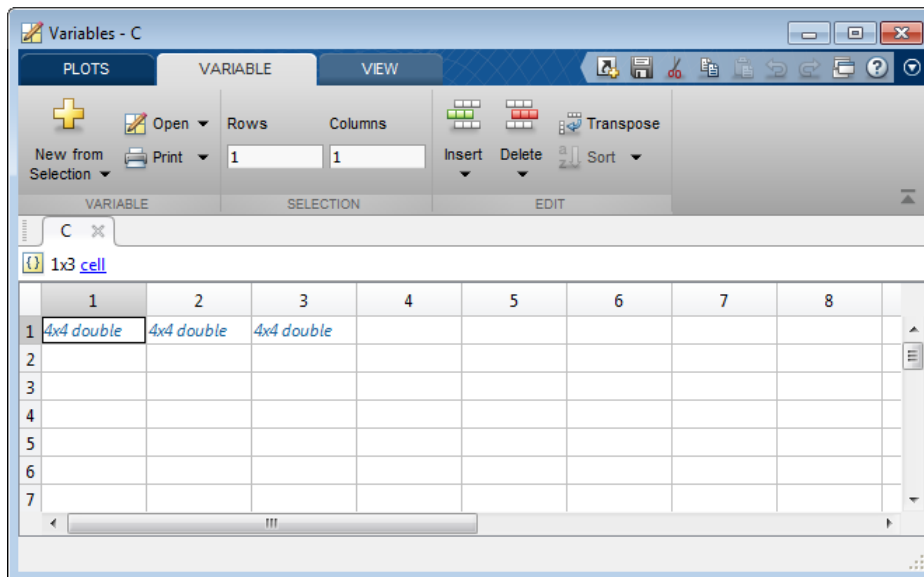 Variables - C
PLOTS VARIABLE VIEW
Open Rows Columns Transpose
New from Selection Print 1 1 Insert Delete Sort
VARIABLE SELECTION EDIT
C
{} 1x3 cell
1 2 3 4 5 6 7 8
1 4x4 double 4x4 double 4x4 double
2
3
4
5
6
7